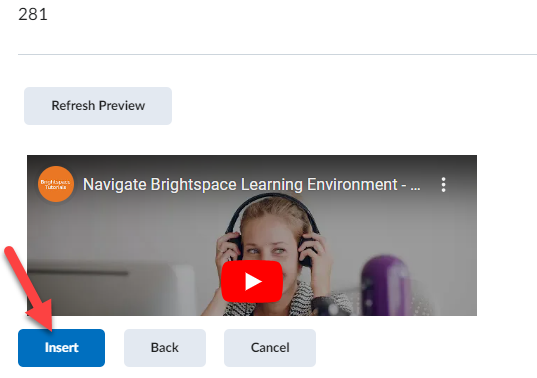 281
Refresh Preview
Brightspace
Tutorials
Navigate Brightspace Learning Environment - ...
Insert
Back
Cancel